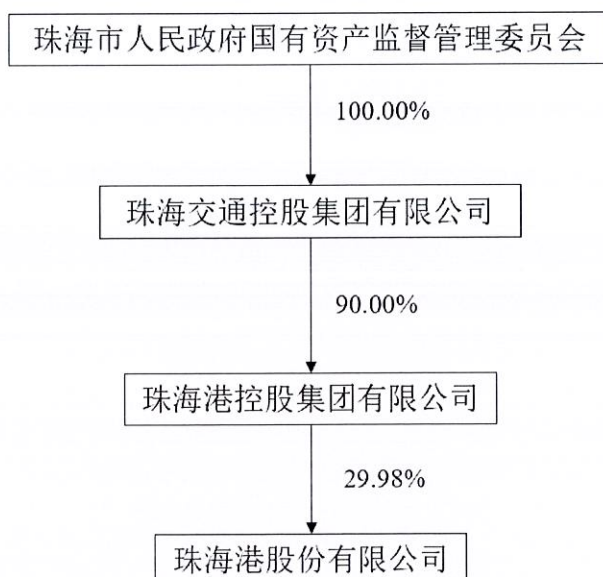 珠海市人民政府国有资产监督管理委员会
100.00%
珠海交通控股集团有限公司
90.00%
珠海港控股集团有限公司
29.98%
珠海港股份有限公司